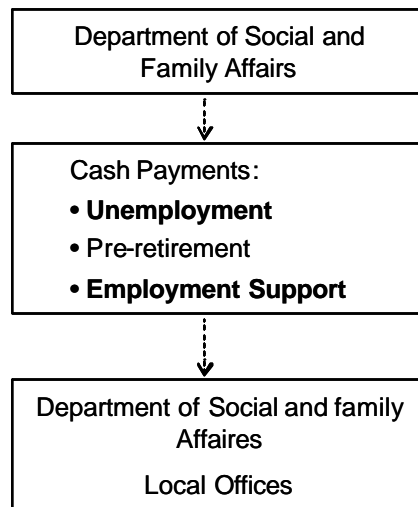 Department of Social and
Family Affairs
Cash Payments:
• Unemployment
• Pre-retirement
• Employment Support
Department of Social and family
Affaires
Local Offices